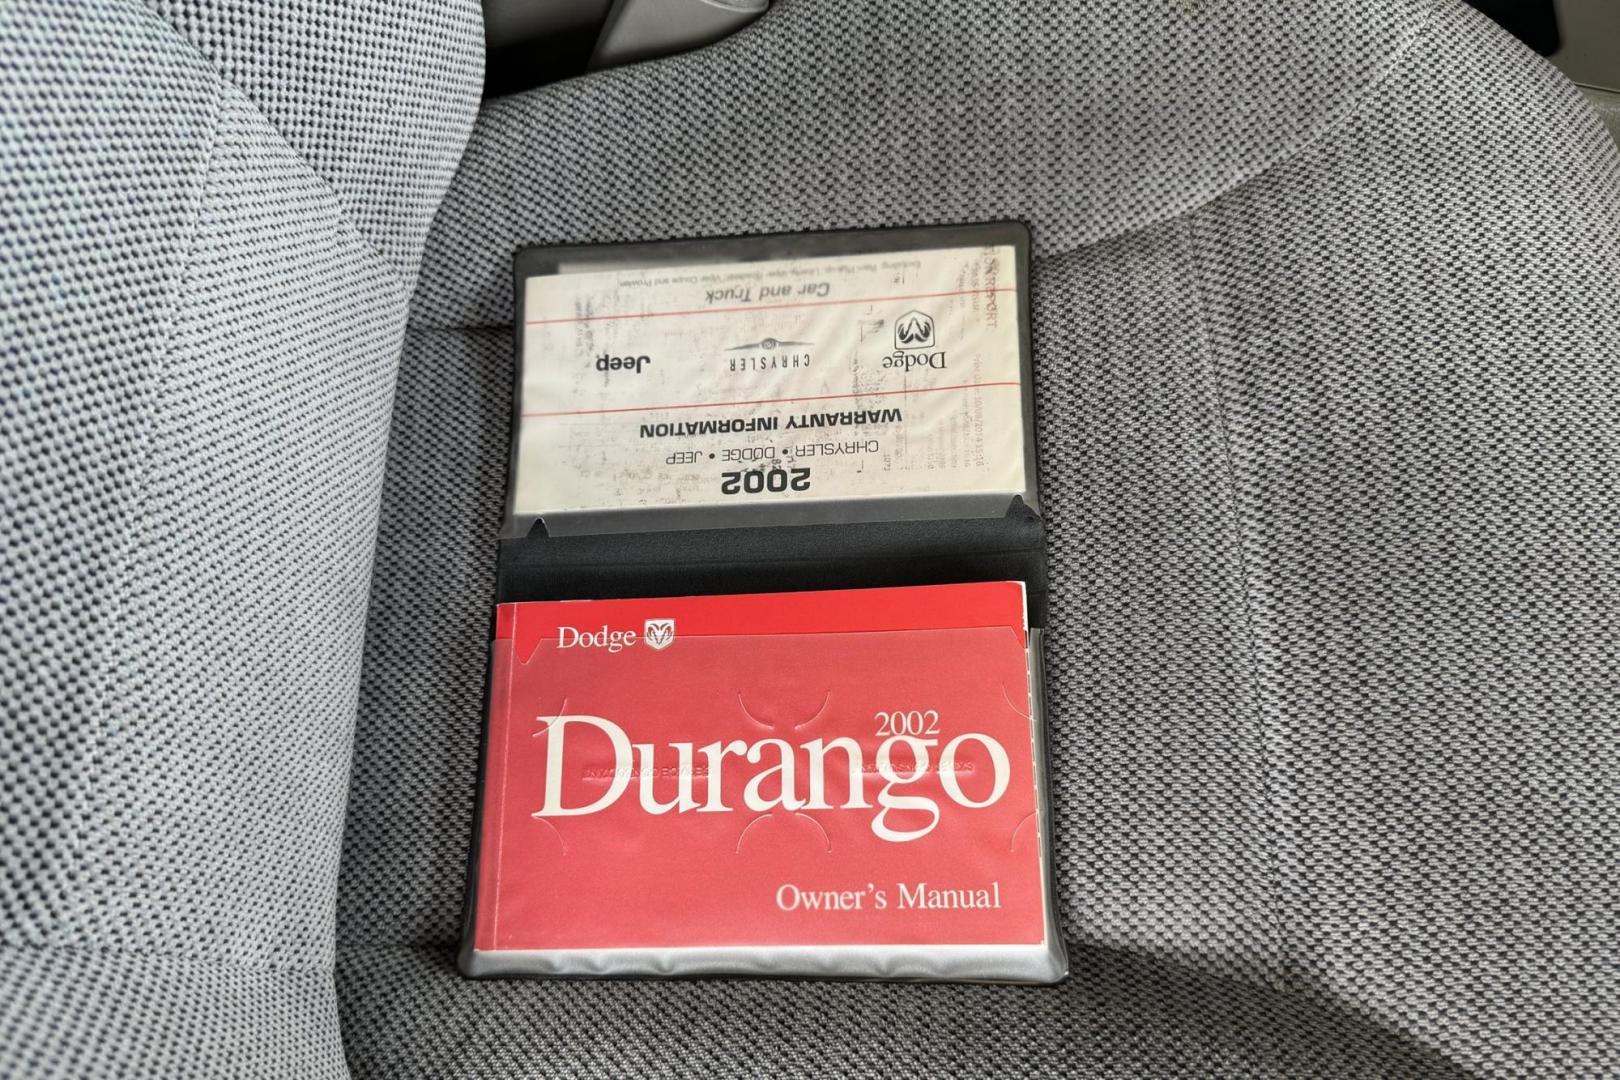 2002
CHRYSLER • DODGE • JEEP
WARRANTY INFORMATION
Dodge
CHRYSLER
Jeep
Car and Truck
Dodge
2002
Durango
Owner's Manual